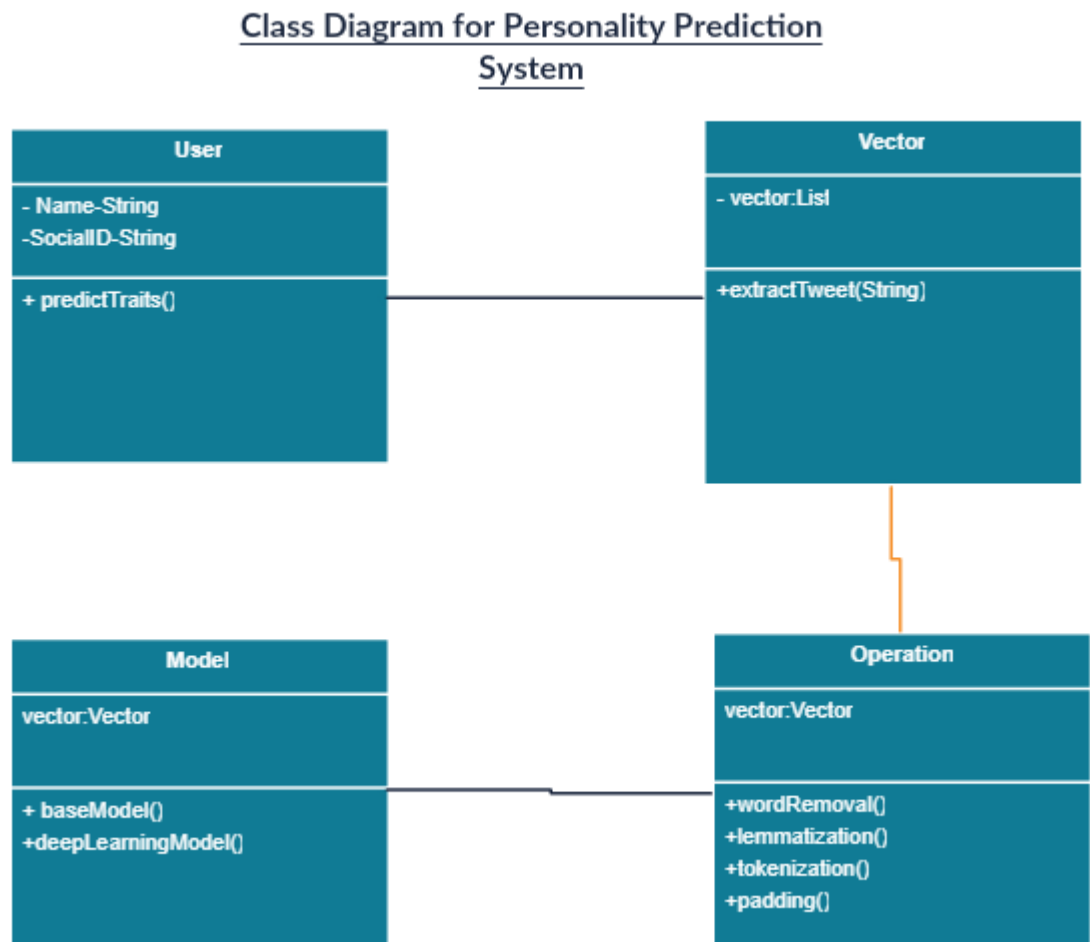 Class Diagram for Personality Prediction
System
User
- Name-String
-SocialID-String
+ predictTraits()
Vector
- vector:List
+extractTweet(String)
Model
vector:Vector
+ baseModel()
+deepLearningModel()
Operation
vector:Vector
+wordRemoval()
+lemmatization()
+tokenization()
+padding()